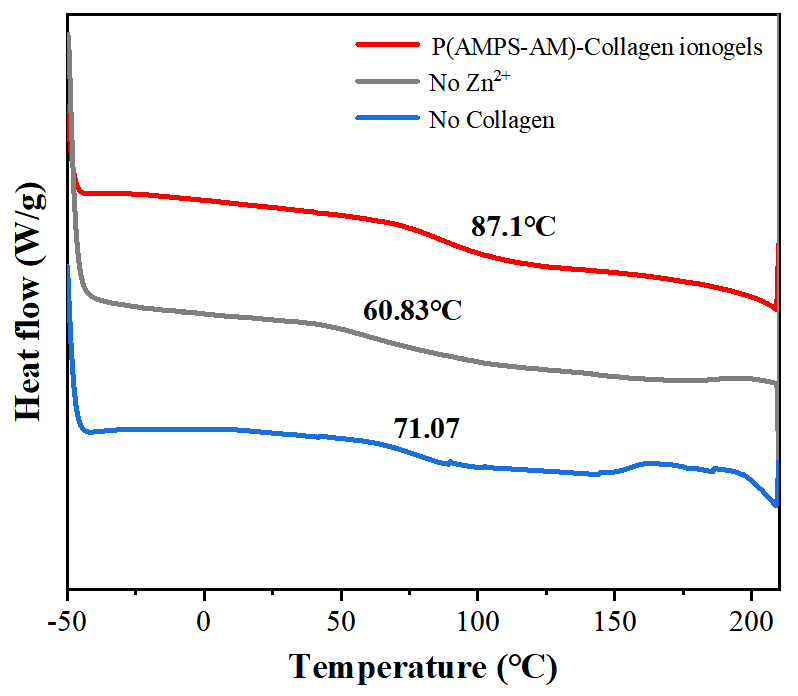 P(AMPS-AM)-Collagen ionogels
No Zn²⁺
No Collagen
87.1℃
60.83℃
71.07
Heat flow (W/g)
-50 0 50 100 150 200
Temperature (℃)